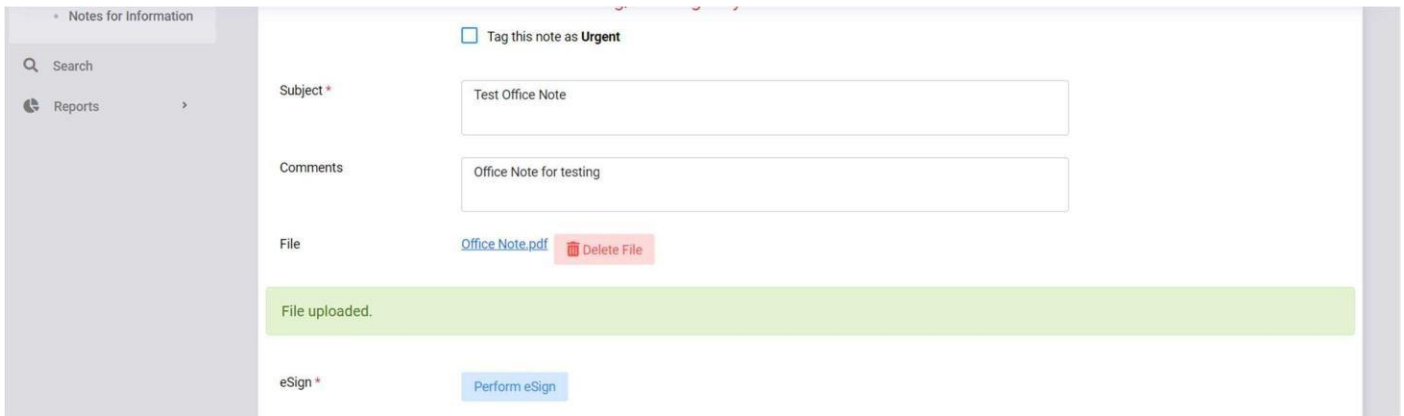 Notes for Information
Tag this note as Urgent
Search
Subject *
Test Office Note
Reports
Comments
Office Note for testing
File
Office Note.pdf
Delete File
File uploaded.
eSign *
Perform eSign